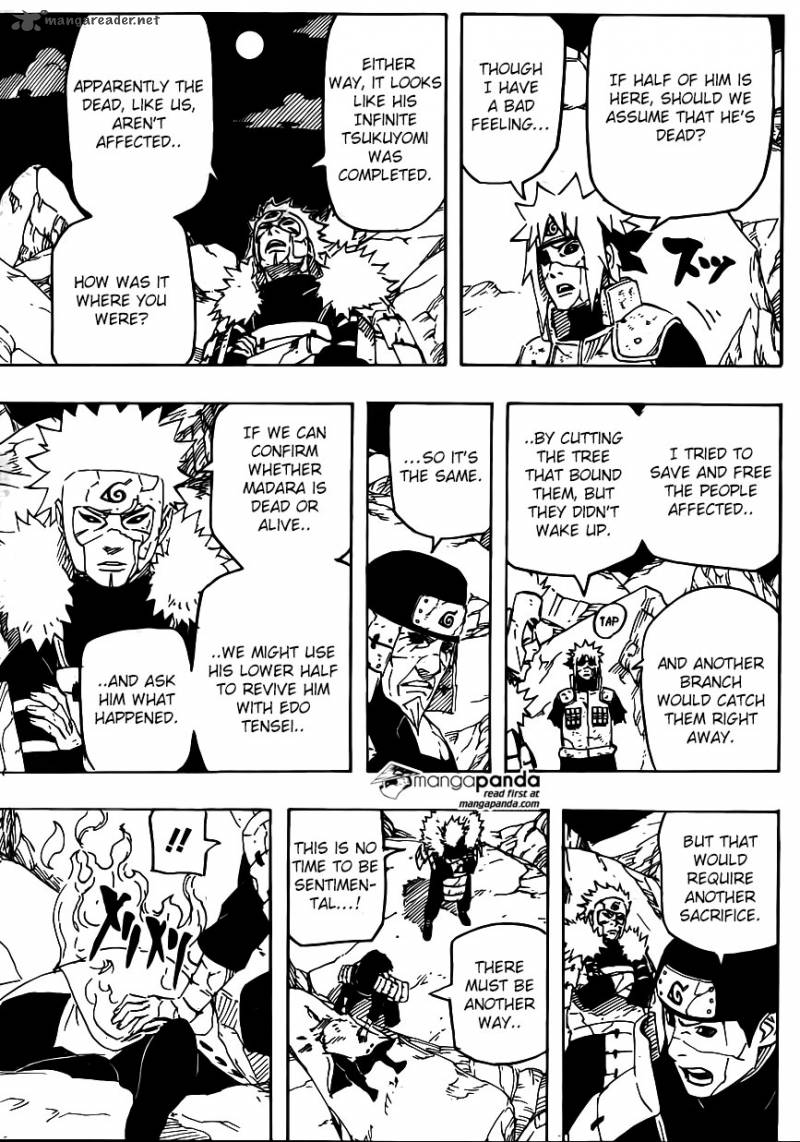 mangareader.net
IF HALF OF HIM IS
HERE, SHOULD WE
ASSUME THAT HE'S
DEAD?
THOUGH
I HAVE
A BAD
FEELING...
ズズッ
EITHER
WAY, IT LOOKS
LIKE HIS
INFINITE
TSUKUYOMI
WAS
COMPLETED.
APPARENTLY THE
DEAD, LIKE US,
AREN'T
AFFECTED..
HOW WAS IT
WHERE YOU
WERE?
I TRIED TO
SAVE AND FREE
THE PEOPLE
AFFECTED..
..BY CUTTING
THE TREE
THAT BOUND
THEM, BUT
THEY DIDN'T
WAKE UP.
TAP
AND ANOTHER
BRANCH
WOULD CATCH
THEM RIGHT
AWAY.
...SO IT'S
THE SAME.
IF WE CAN
CONFIRM
WHETHER
MADARA IS
DEAD OR
ALIVE..
..WE MIGHT USE
HIS LOWER HALF
TO REVIVE HIM
WITH EDO
TENSEI..
..AND ASK
HIM WHAT
HAPPENED.
mangapanda
read first at
mangapanda.com
BUT THAT
WOULD
REQUIRE
ANOTHER
SACRIFICE.
THIS IS NO
TIME TO BE
SENTIMEN-
TAL...!
THERE
MUST BE
ANOTHER
WAY..
!!
メリメリ